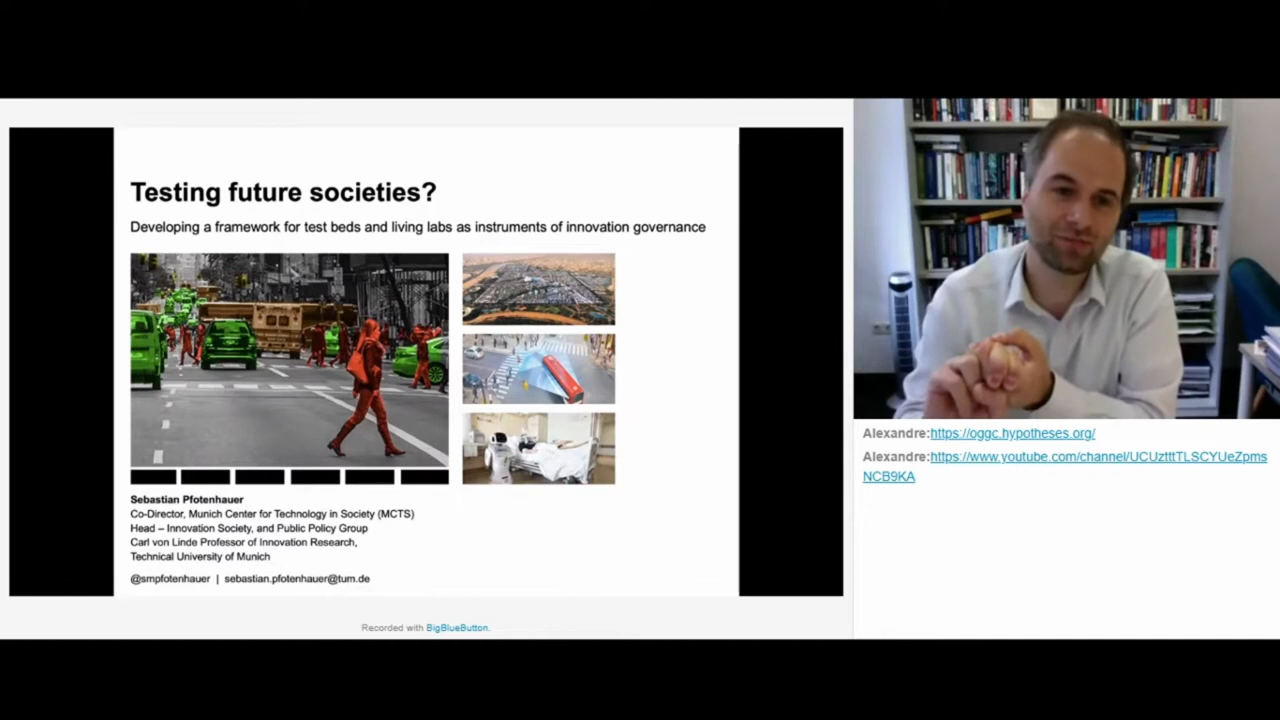 Testing future societies?
Developing a framework for test beds and living labs as instruments of innovation governance
Sebastian Pfotenhauer
Co-Director, Munich Center for Technology in Society (MCTS)
Head – Innovation Society, and Public Policy Group
Carl von Linde Professor of Innovation Research,
Technical University of Munich
@smpfotenhauer | sebastian.pfotenhauer@tum.de
Recorded with BigBlueButton.
Alexandre:https://oggc.hypotheses.org/
Alexandre:https://www.youtube.com/channel/UCUztttTLSCYUeZpms
NCB9KA